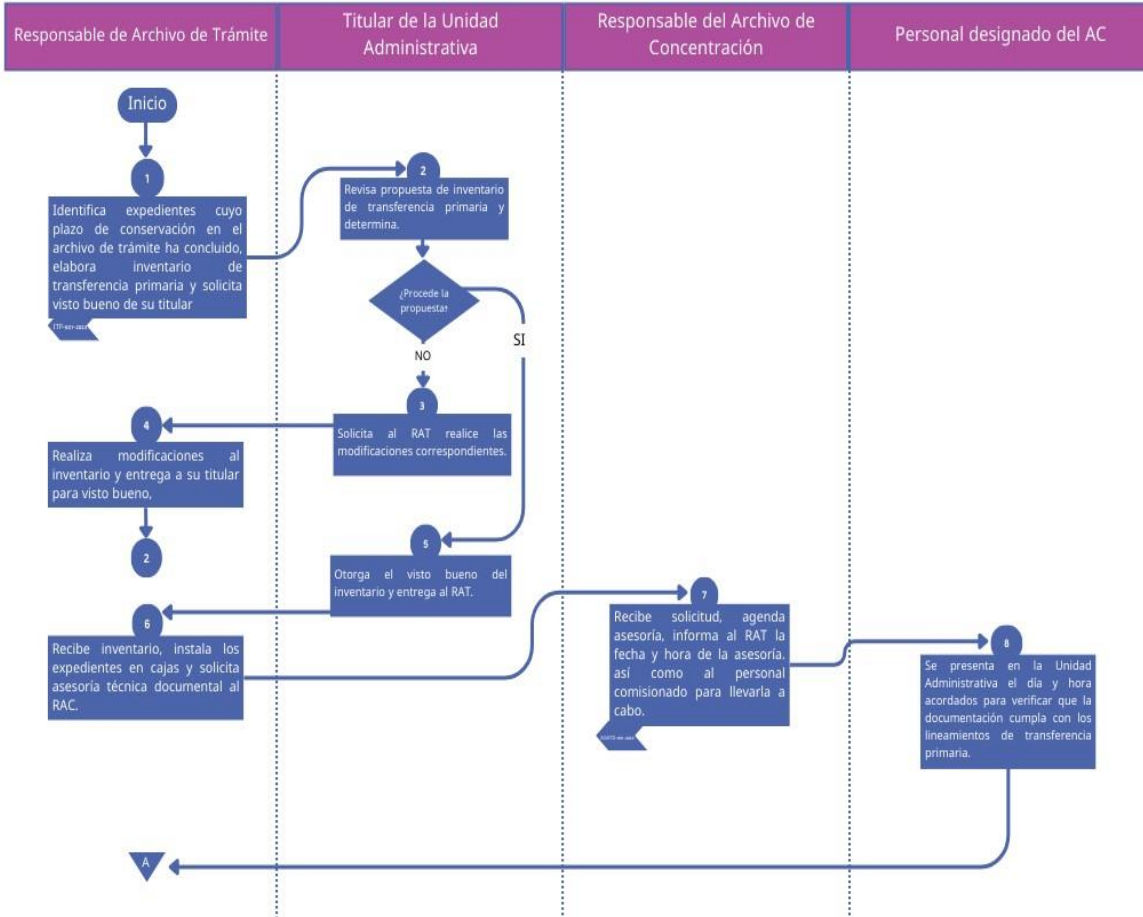 Responsable de Archivo de Trámite
Titular de la Unidad
Administrativa
Responsable del Archivo de
Concentración
Personal designado del AC
Inicio
1
Identifica expedientes cuyo
plazo de conservación en el
archivo de trámite ha concluido,
elabora inventario de
transferencia primaria y solicita
visto bueno de su titular
2
Revisa propuesta de inventario
de transferencia primaria y
determina.
¿Procede la
propuesta?
SI
NO
3
Solicita al RAT realice las
modificaciones correspondientes.
4
Realiza modificaciones al
inventario y entrega a su titular
para visto bueno,
2
5
Otorga el visto bueno del
inventario y entrega al RAT.
6
Recibe inventario, instala los
expedientes en cajas y solicita
asesoría técnica documental al
RAC.
7
Recibe solicitud, agenda
asesoría, informa al RAT la
fecha y hora de la asesoría.
así como al personal
comisionado para llevarla a
cabo.
8
Se presenta en la Unidad
Administrativa el día y hora
acordados para verificar que la
documentación cumpla con los
lineamientos de transferencia
primaria.
A